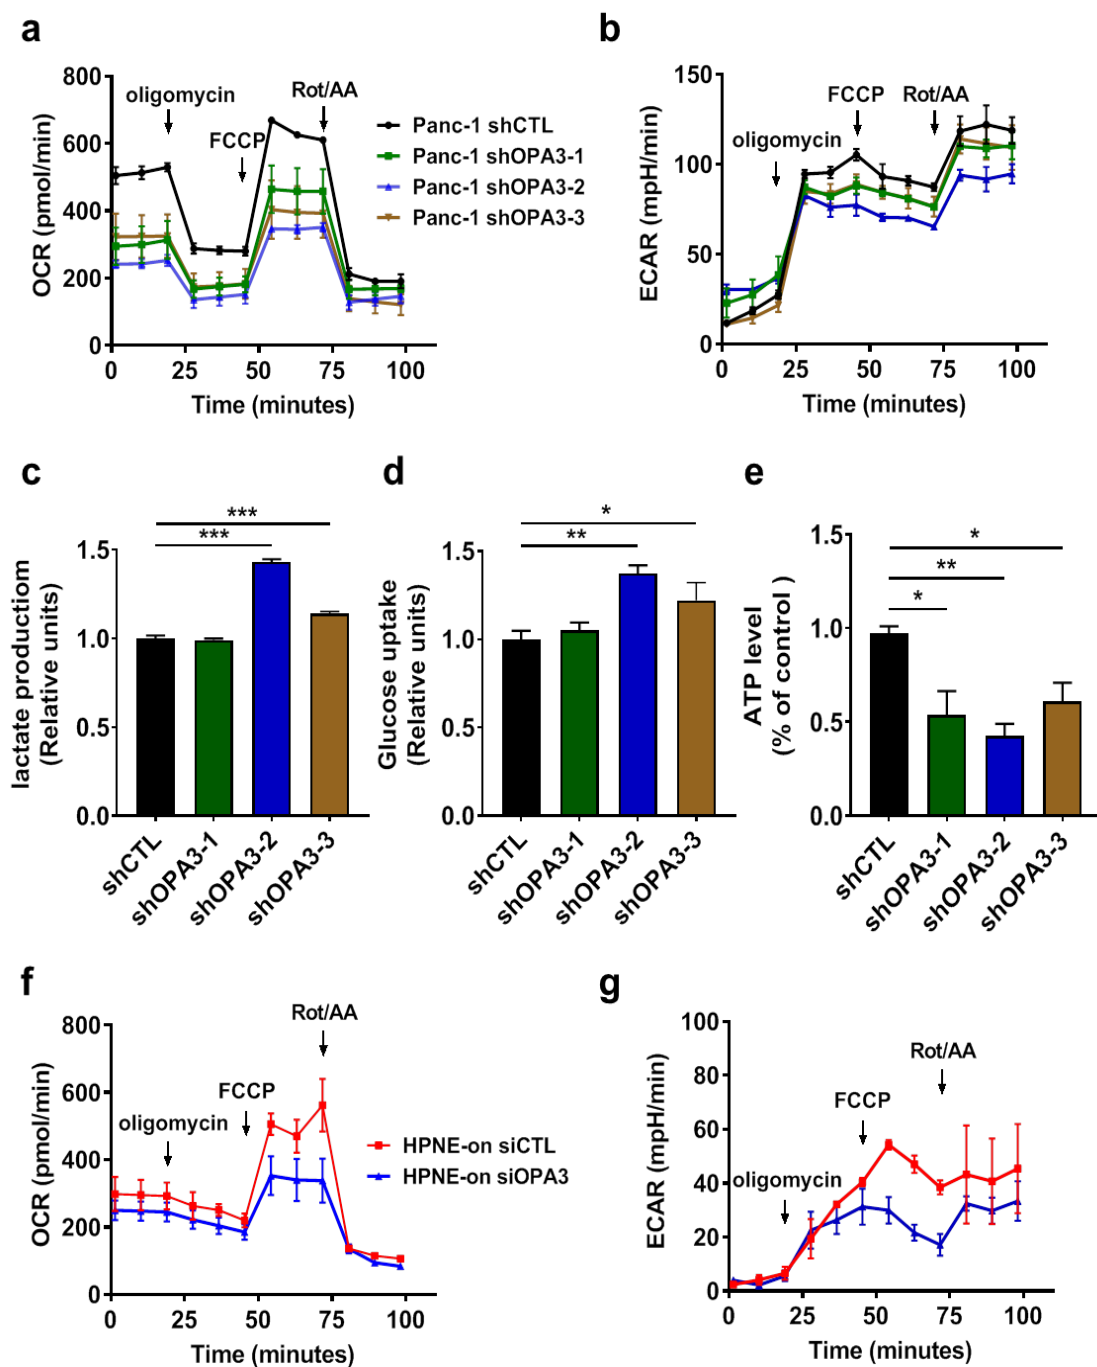 a
OCR (pmol/min)
800
600
400
200
0
0
25
50
75
100
Time (minutes)
oligomycin
FCCP
Rot/AA
Panc-1 shCTL
Panc-1 shOPA3-1
Panc-1 shOPA3-2
Panc-1 shOPA3-3
b
ECAR (mpH/min)
150
100
50
0
0
25
50
75
100
Time (minutes)
oligomycin
FCCP
Rot/AA
c
lactate productiom
(Relative units)
1.5
1.0
0.5
0.0
***
***
shCTL
shOPA3-1
shOPA3-2
shOPA3-3
d
Glucose uptake
(Relative units)
1.5
1.0
0.5
0.0
*
**
shCTL
shOPA3-1
shOPA3-2
shOPA3-3
e
ATP level
(% of control )
1.5
1.0
0.5
0.0
*
**
*
shCTL
shOPA3-1
shOPA3-2
shOPA3-3
f
OCR (pmol/min)
800
600
400
200
0
0
25
50
75
100
Time (minutes)
oligomycin
FCCP
Rot/AA
HPNE-on siCTL
HPNE-on siOPA3
g
ECAR (mpH/min)
100
80
60
40
20
0
0
25
50
75
100
Time (minutes)
oligomycin
FCCP
Rot/AA